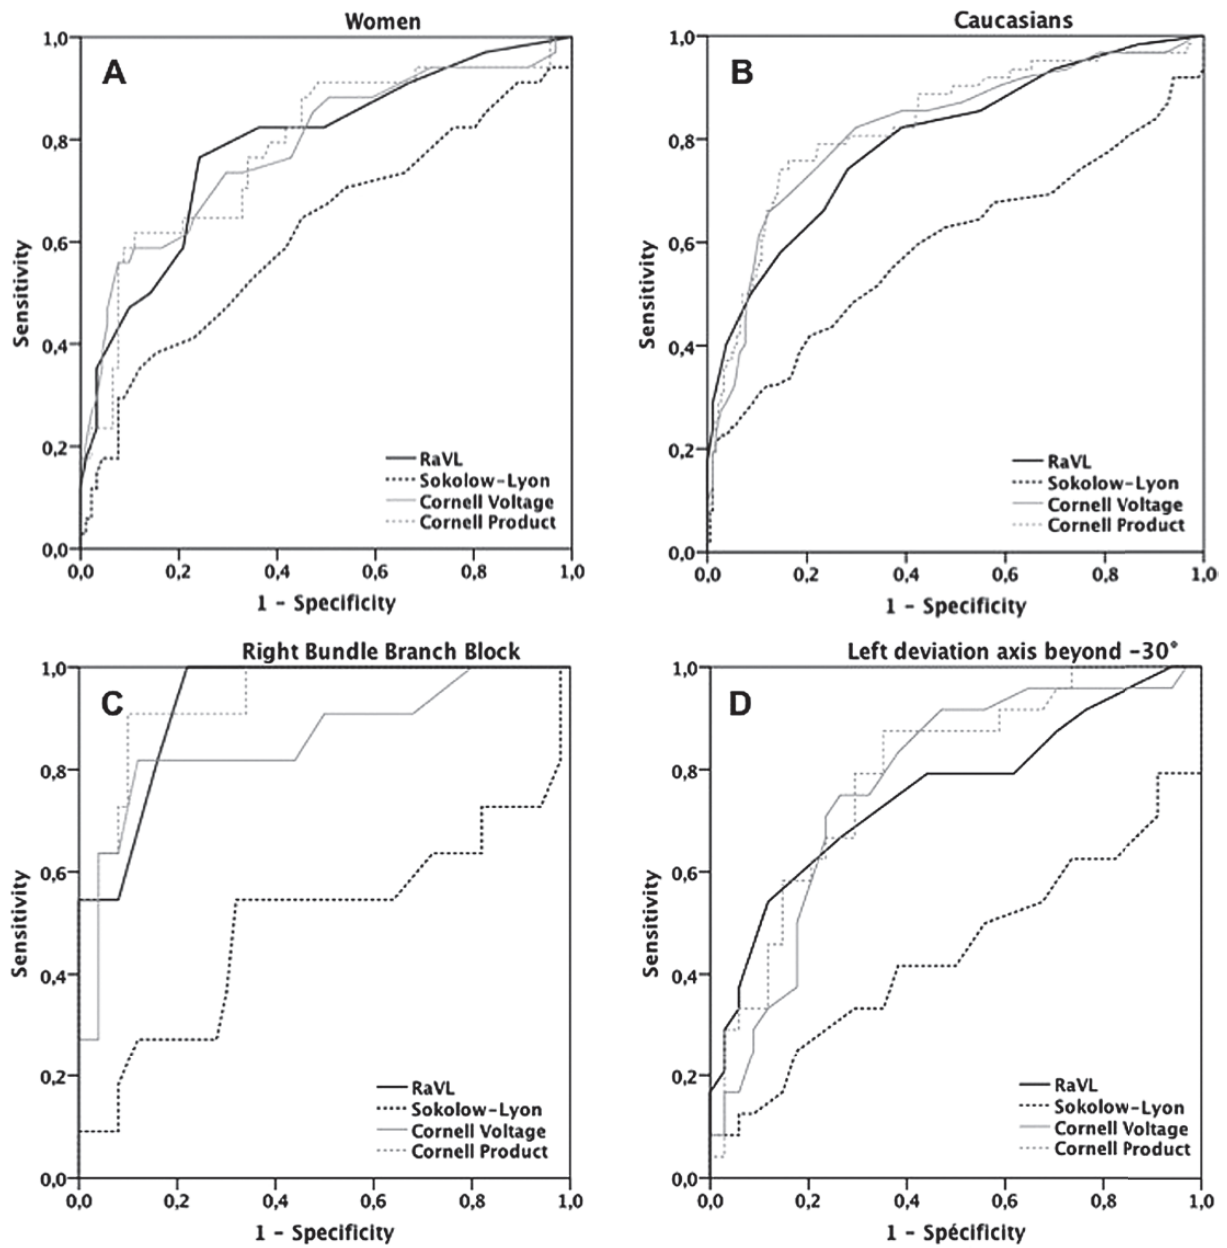 Women
A
Sensitivity
1,0
0,8
0,6
0,4
0,2
0,0
RaVL
Sokolow-Lyon
Cornell Voltage
Cornell Product
0,0 0,2 0,4 0,6 0,8 1,0
1 - Specificity
Caucasians
B
Sensitivity
1,0
0,8
0,6
0,4
0,2
0,0
RaVL
Sokolow-Lyon
Cornell Voltage
Cornell Product
0,0 0,2 0,4 0,6 0,8 1,0
1 - Specificity
Right Bundle Branch Block
C
Sensitivity
1,0
0,8
0,6
0,4
0,2
0,0
RaVL
Sokolow-Lyon
Cornell Voltage
Cornell Product
0,0 0,2 0,4 0,6 0,8 1,0
1 - Specificity
Left deviation axis beyond -30°
D
Sensitivity
1,0
0,8
0,6
0,4
0,2
0,0
RaVL
Sokolow-Lyon
Cornell Voltage
Cornell Product
0,0 0,2 0,4 0,6 0,8 1,0
1 - Spécificity